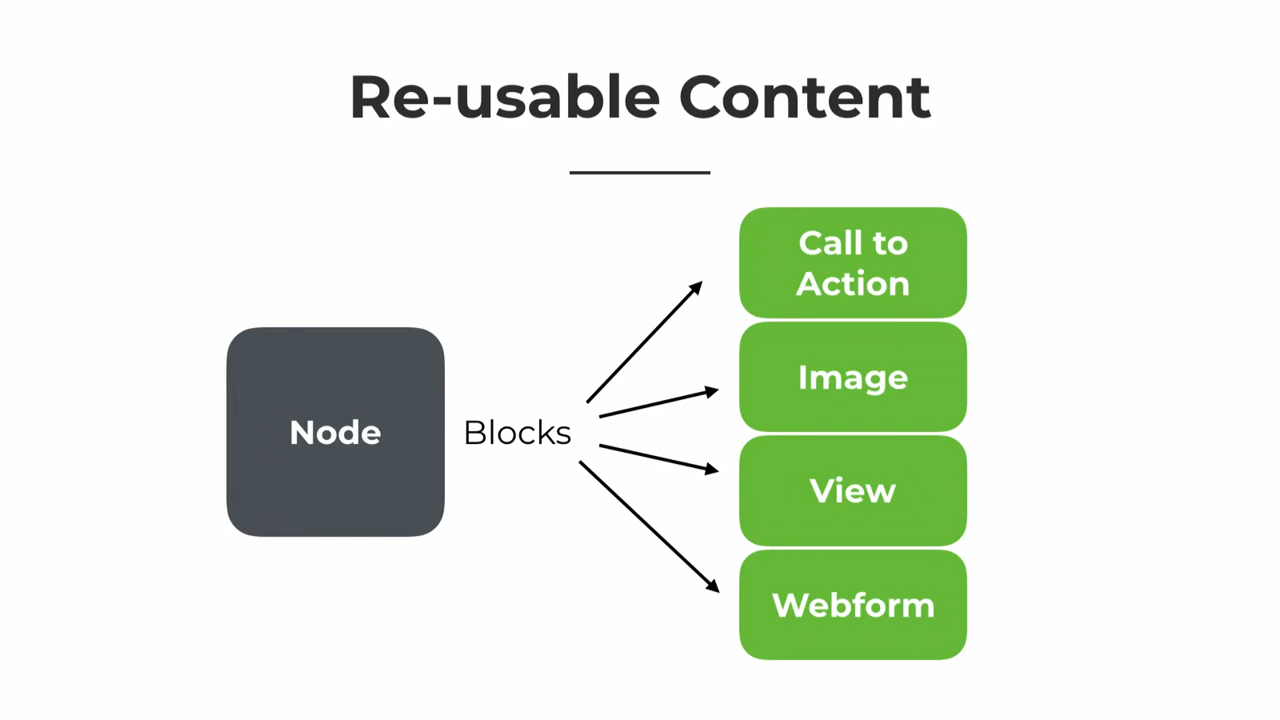 Re-usable Content
Node
Blocks
Call to
Action
Image
View
Webform